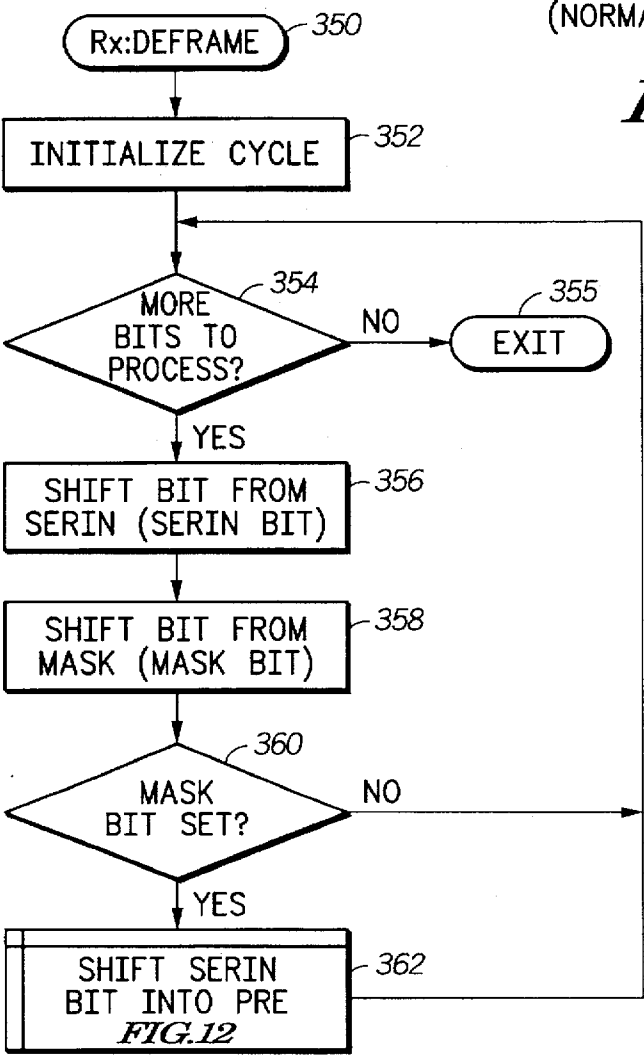 (NORMA
Rx:DEFRAME
350
INITIALIZE CYCLE
352
MORE
BITS TO
PROCESS?
354
NO
EXIT
355
YES
SHIFT BIT FROM
SERIN (SERIN BIT)
356
SHIFT BIT FROM
MASK (MASK BIT)
358
MASK
BIT SET?
360
NO
YES
SHIFT SERIN
BIT INTO PRE
FIG.12
362